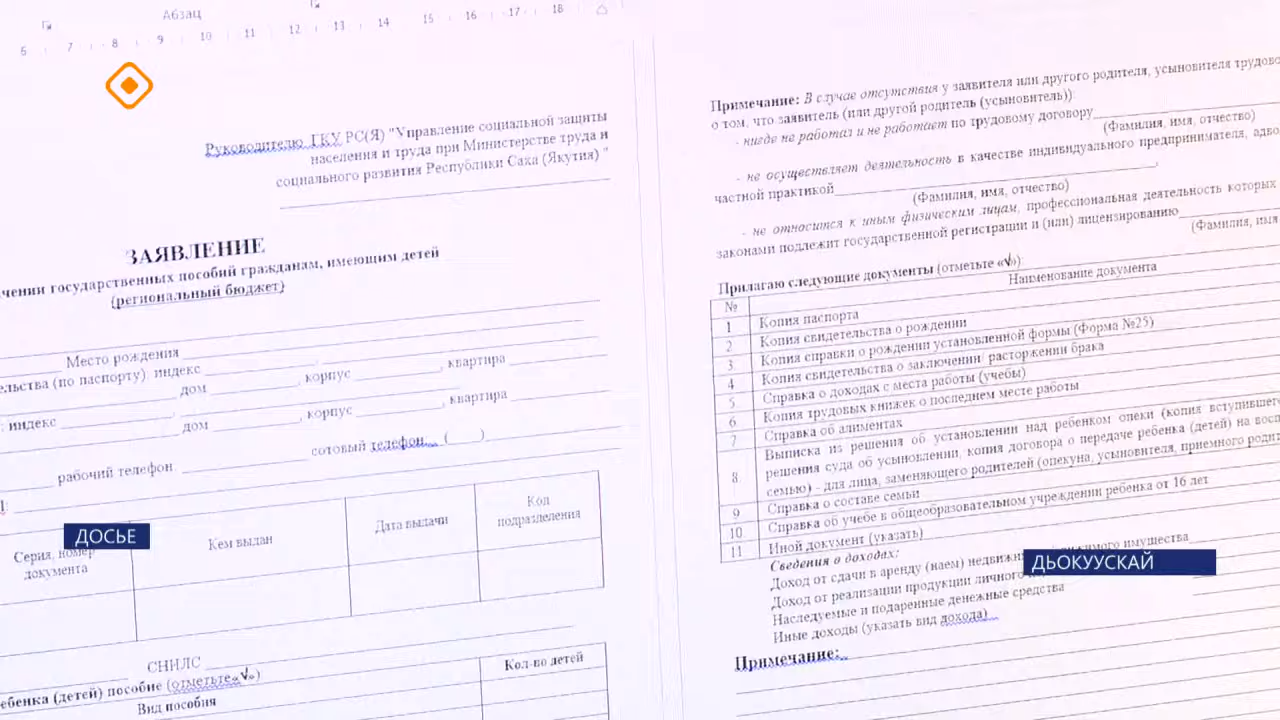 Абзац
6 7 8 9 10 11 12 13 14 15 16 17 18
Руководителю ГКУ РС(Я) "Управление социальной защиты
населения и труда при Министерстве труда и
социального развития Республики Саха (Якутия) "
ЗАЯВЛЕНИЕ
государственных пособий гражданам, имеющим детей
(региональный бюджет)
Место рождения
(по паспорту): индекс
дом , корпус , квартира
индекс
дом , корпус , квартира
сотовый телефон ( )
рабочий телефон:
Серия, номер документа
Кем выдан
Дата выдачи
Код подразделения
СНИЛС
(детей) пособие (отметьте «√»)
Вид пособия
Кол-во детей
Примечание: В случае отсутствия у заявителя или другого родителя, усыновителя
о том, что заявитель (или другой родитель (усыновитель)):
- нигде не работал и не работает по трудовому договору
(Фамилия, имя, отчество)
- не осуществляет деятельность в качестве индивидуального предпринимателя,
частной практикой ,
(Фамилия, имя, отчество)
- не относится к иным физическим лицам, профессиональная деятельность которых
законами подлежит государственной регистрации и (или) лицензированию
(Фамилия, имя
Прилагаю следующие документы (отметьте «√»):
№ Наименование документа
1 Копия паспорта
2 Копия свидетельства о рождении
3 Копия справки о рождении установленной формы (Форма №25)
4 Копия свидетельства о заключении/ расторжении брака
5 Справка о доходах с места работы (учебы)
6 Копия трудовых книжек о последнем месте работы
7 Справка об алиментах
8. Выписка из решения об установлении над ребенком опеки (копия вступившего
решения суда об усыновлении, копия договора о передаче ребенка (детей) на
семью) - для лица, заменяющего родителей (опекуна, усыновителя, приемного
9 Справка о составе семьи
10. Справка об учебе в общеобразовательном учреждении ребенка от 16 лет
11 Иной документ (указать)
Сведения о доходах:
Доход от сдачи в аренду (наем) имущества
Доход от реализации продукции личного
Наследуемые и подаренные денежные средства
Иные доходы (указать вид дохода)
Примечание:
ДОСЬЕ
ДЬОКУУСКАЙ